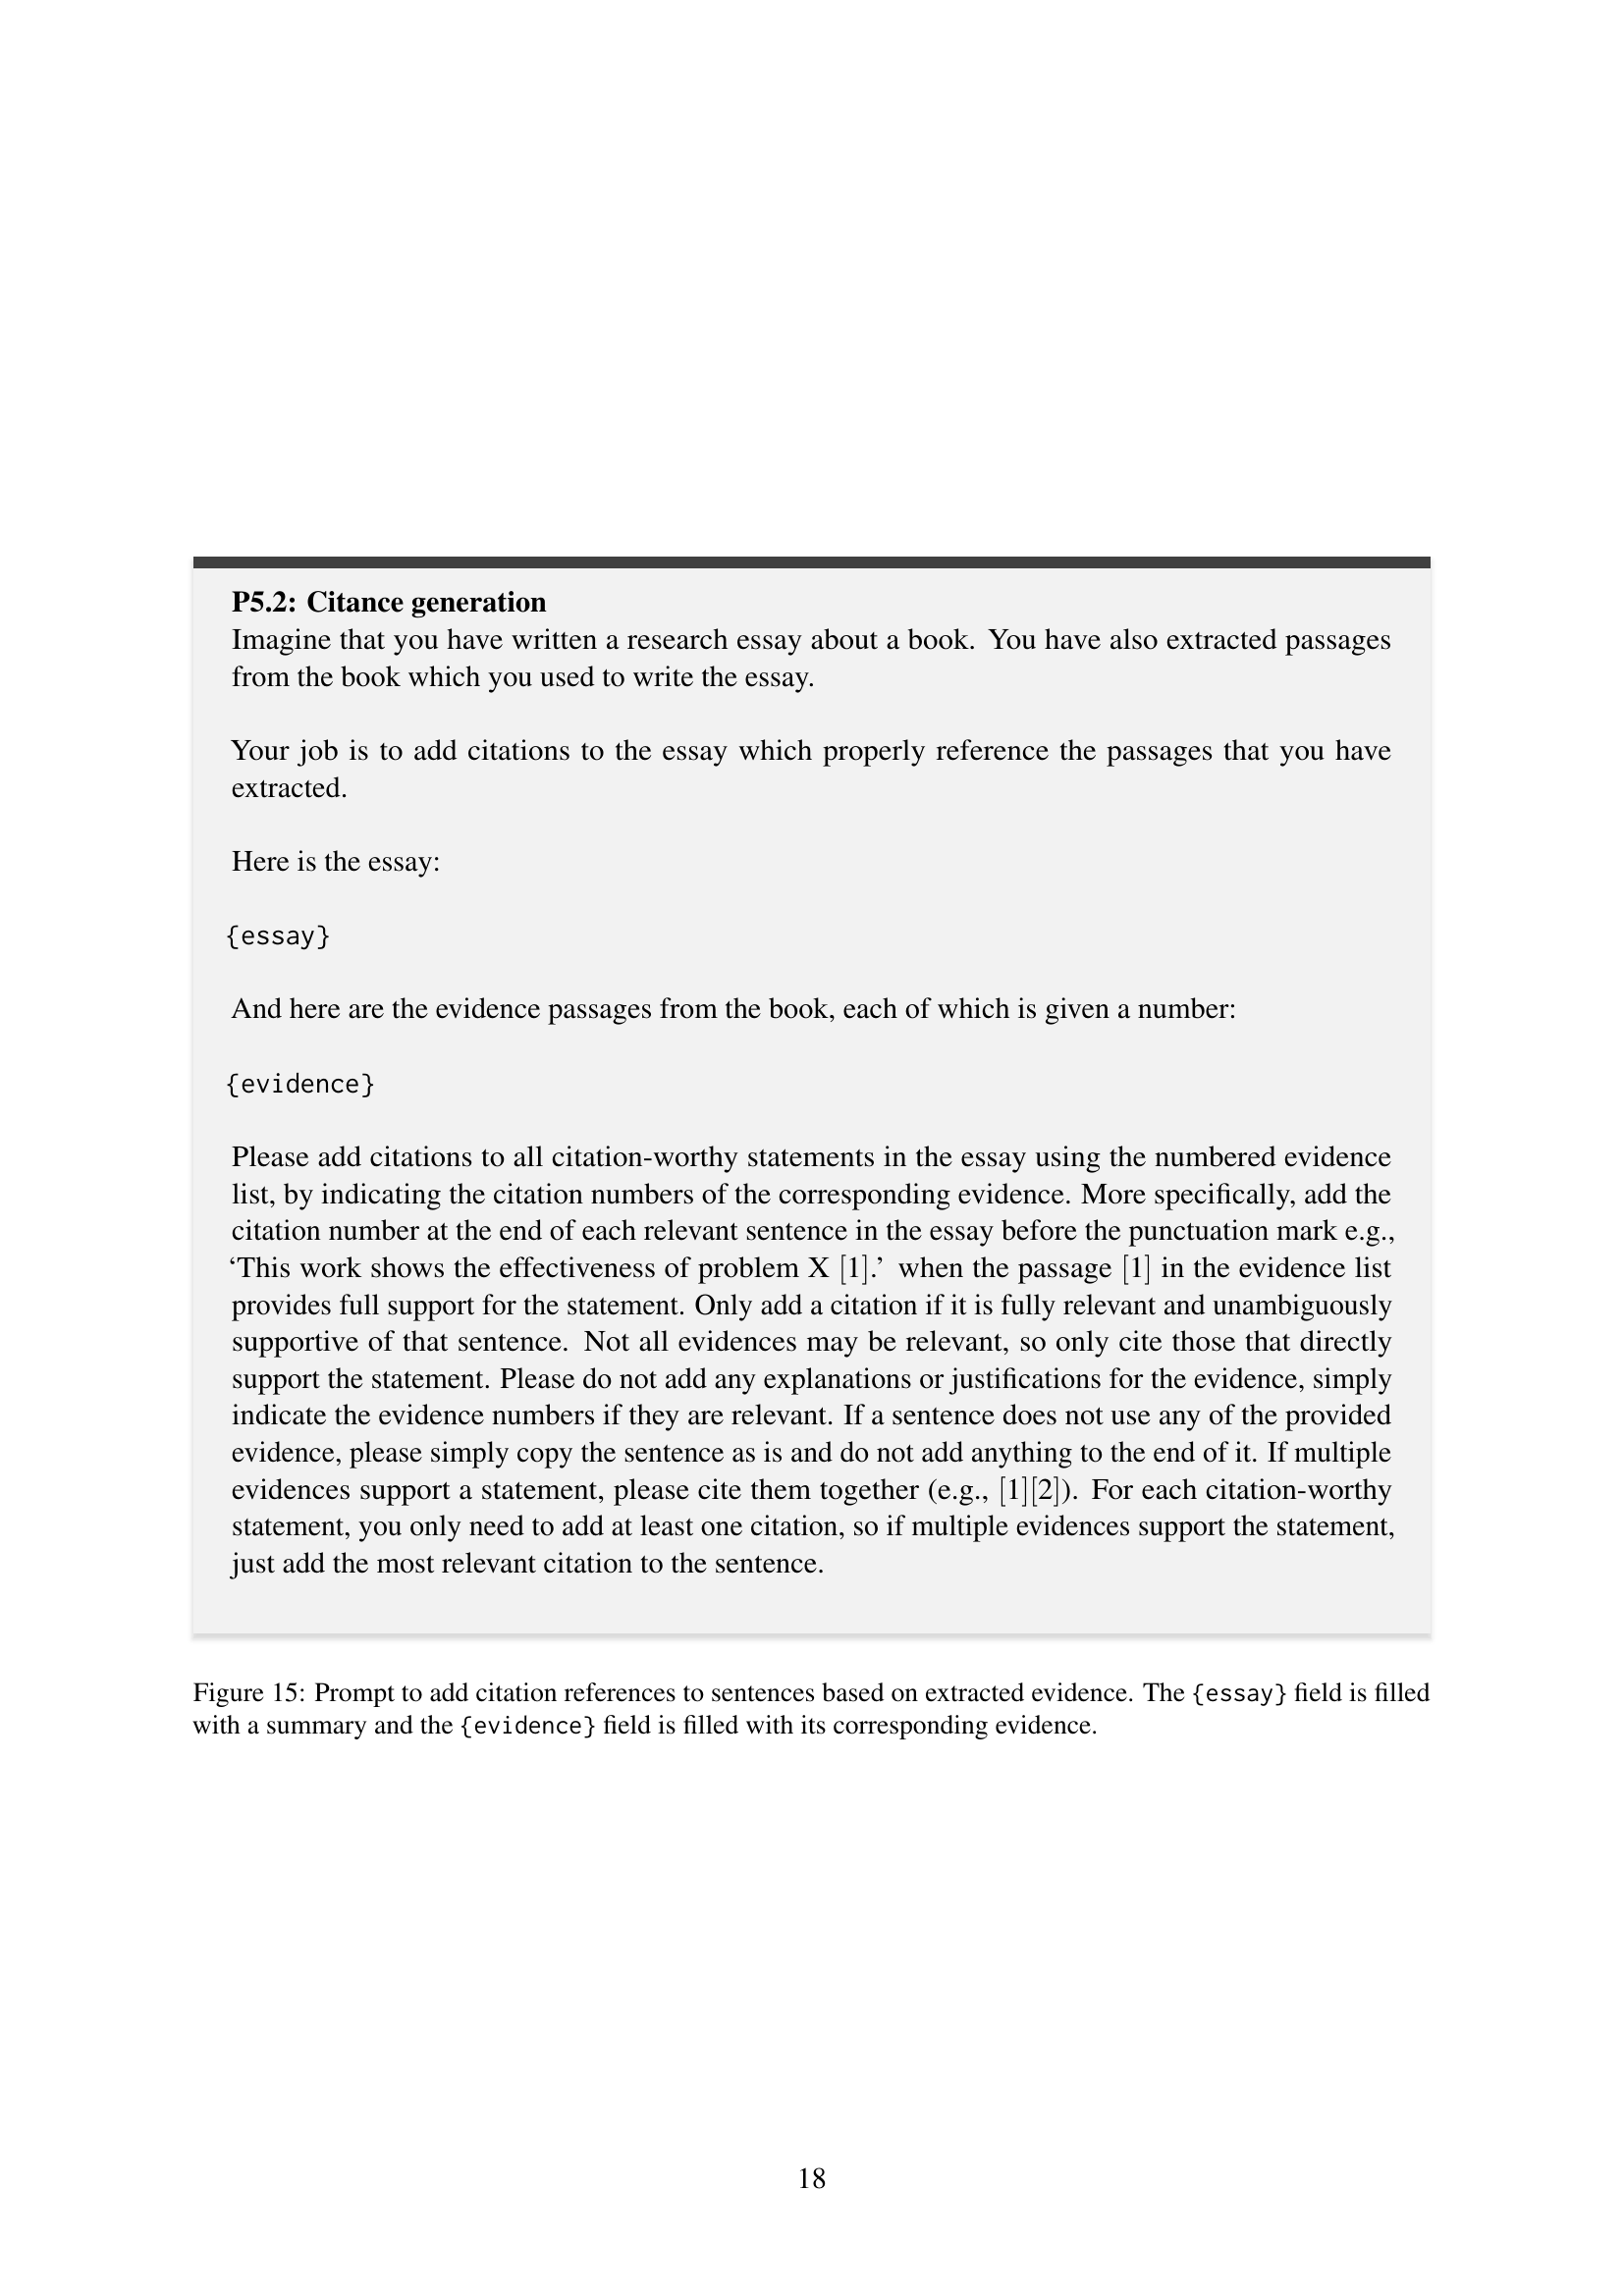 P5.2: Citance generation
Imagine that you have written a research essay about a book. You have also extracted passages
from the book which you used to write the essay.
Your job is to add citations to the essay which properly reference the passages that you have
extracted.
Here is the essay:
{essay}
And here are the evidence passages from the book, each of which is given a number:
{evidence}
Please add citations to all citation-worthy statements in the essay using the numbered evidence
list, by indicating the citation numbers of the corresponding evidence. More specifically, add the
citation number at the end of each relevant sentence in the essay before the punctuation mark e.g.,
‘This work shows the effectiveness of problem X [1].’ when the passage [1] in the evidence list
provides full support for the statement. Only add a citation if it is fully relevant and unambiguously
supportive of that sentence. Not all evidences may be relevant, so only cite those that directly
support the statement. Please do not add any explanations or justifications for the evidence, simply
indicate the evidence numbers if they are relevant. If a sentence does not use any of the provided
evidence, please simply copy the sentence as is and do not add anything to the end of it. If multiple
evidences support a statement, please cite them together (e.g., [1][2]). For each citation-worthy
statement, you only need to add at least one citation, so if multiple evidences support the statement,
just add the most relevant citation to the sentence.
Figure 15: Prompt to add citation references to sentences based on extracted evidence. The {essay} field is filled
with a summary and the {evidence} field is filled with its corresponding evidence.
18